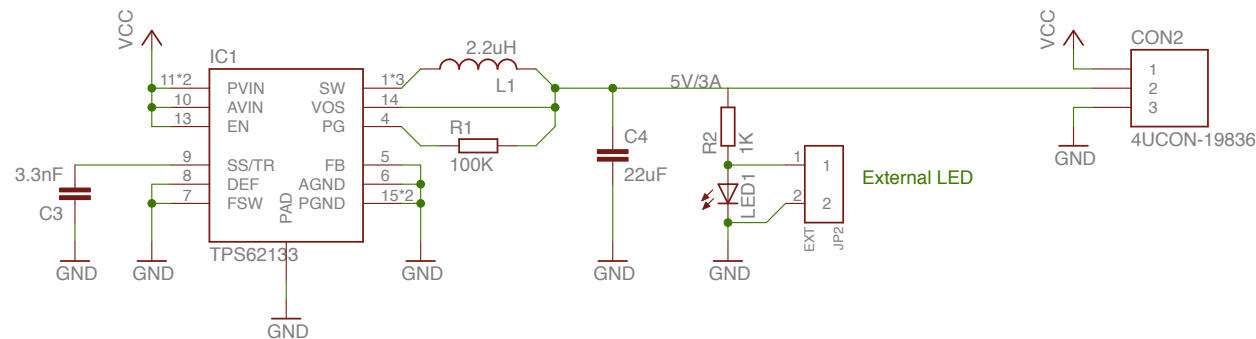 VCC
IC1
2.2uH
L1
11*2
PVIN
SW
1*3
10
AVIN
VOS
14
13
EN
PG
4
R1
100K
9
SS/TR
FB
5
8
DEF
AGND
6
7
FSW
PGND
15*2
PAD
TPS62133
3.3nF
C3
GND
GND
GND
GND
C4
22uF
GND
5V/3A
R2
1K
LED1
GND
1
1
2
2
EXT
JP2
External LED
VCC
CON2
1
2
3
4UCON-19836
GND